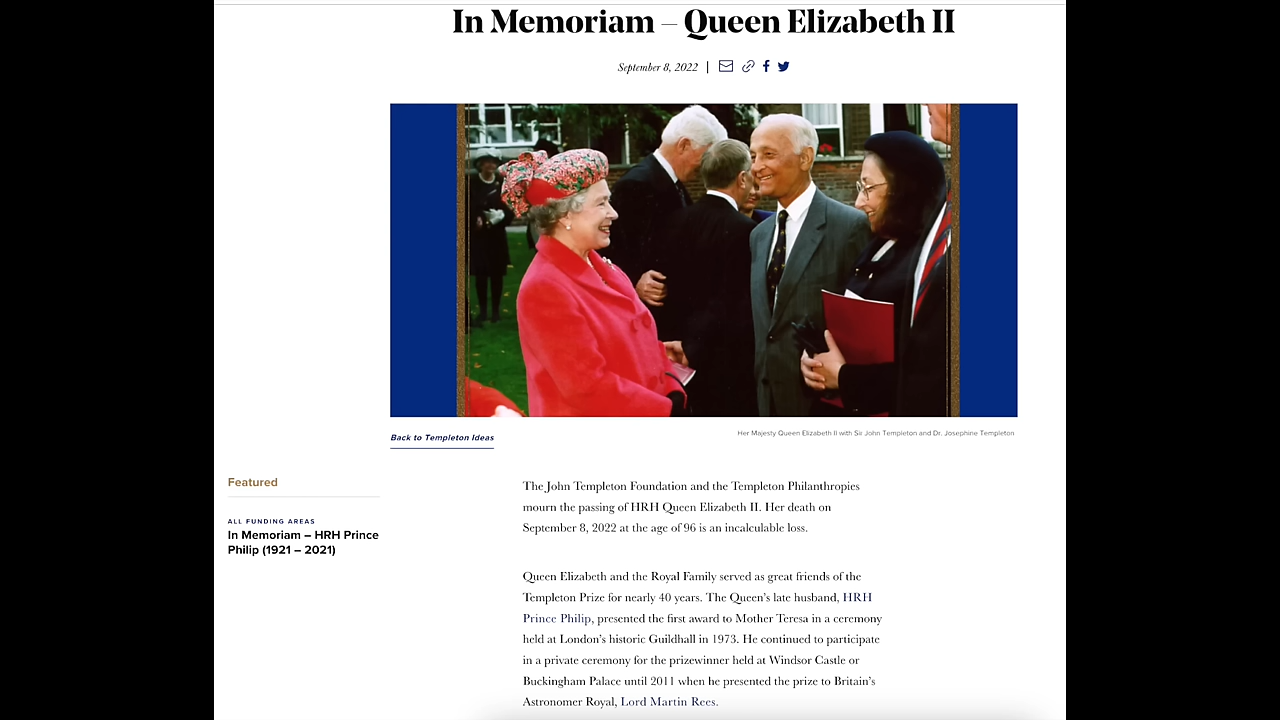 In Memoriam – Queen Elizabeth II
September 8, 2022
Her Majesty Queen Elizabeth II with Sir John Templeton and Dr. Josephine Templeton
Back to Templeton Ideas
Featured
ALL FUNDING AREAS
In Memoriam – HRH Prince
Philip (1921 – 2021)
The John Templeton Foundation and the Templeton Philanthropies
mourn the passing of HRH Queen Elizabeth II. Her death on
September 8, 2022 at the age of 96 is an incalculable loss.
Queen Elizabeth and the Royal Family served as great friends of the
Templeton Prize for nearly 40 years. The Queen’s late husband, HRH
Prince Philip, presented the first award to Mother Teresa in a ceremony
held at London’s historic Guildhall in 1973. He continued to participate
in a private ceremony for the prizewinner held at Windsor Castle or
Buckingham Palace until 2011 when he presented the prize to Britain’s
Astronomer Royal, Lord Martin Rees.